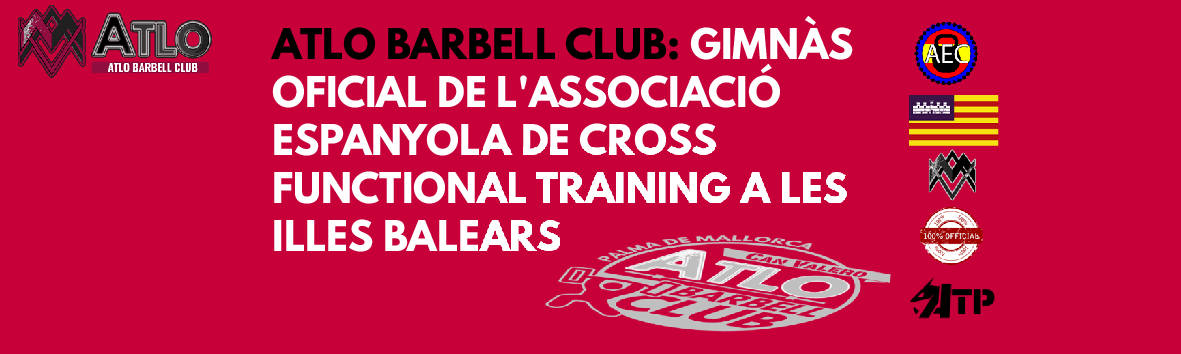 ATLO
ATLO BARBELL CLUB
ATLO BARBELL CLUB: GIMNÀS
OFICIAL DE L'ASSOCIACIÓ
ESPANYOLA DE CROSS
FUNCTIONAL TRAINING A LES
ILLES BALEARS
PALMA DE MALLORCA
CAN VALERO
ATLO
BARBELL
CLUB
AEC
100% OFFICIAL
ATP